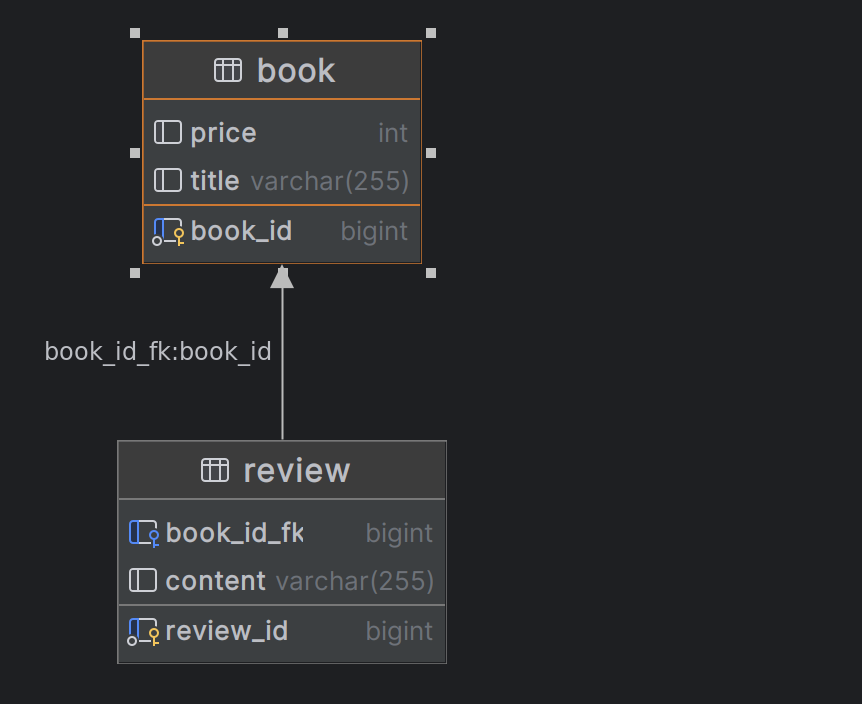 book
price int
title varchar(255)
book_id bigint
book_id_fk:book_id
review
book_id_fk bigint
content varchar(255)
review_id bigint